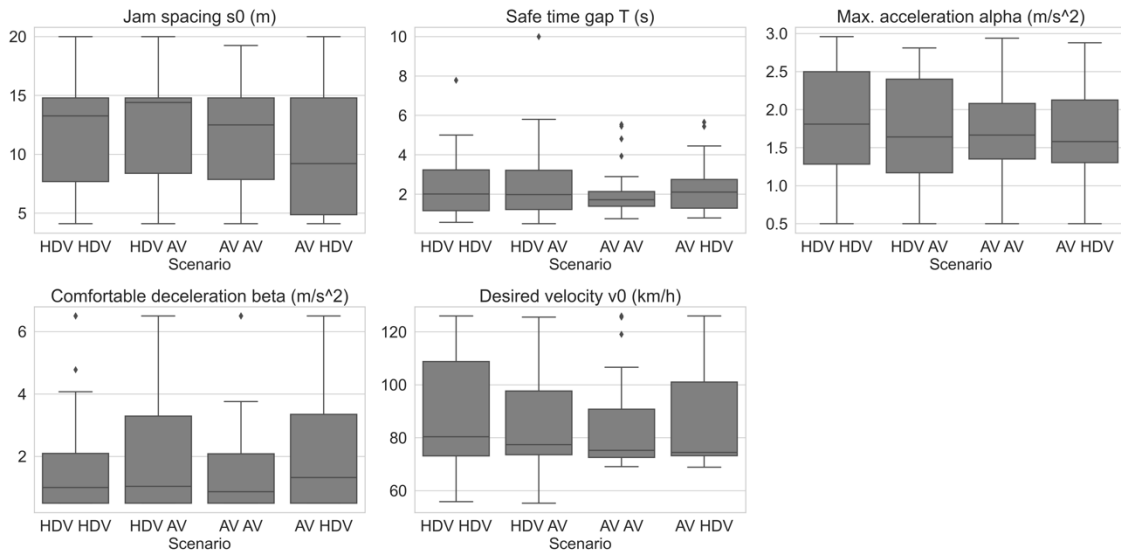 Jam spacing s0 (m)
20
15
10
5
HDV HDV HDV AV AV AV AV HDV
Scenario
Safe time gap T (s)
10
8
6
4
2
HDV HDV HDV AV AV AV AV HDV
Scenario
Max. acceleration alpha (m/s^2)
3.0
2.5
2.0
1.5
1.0
0.5
HDV HDV HDV AV AV AV AV HDV
Scenario
Comfortable deceleration beta (m/s^2)
6
4
2
HDV HDV HDV AV AV AV AV HDV
Scenario
Desired velocity v0 (km/h)
120
100
80
60
HDV HDV HDV AV AV AV AV HDV
Scenario